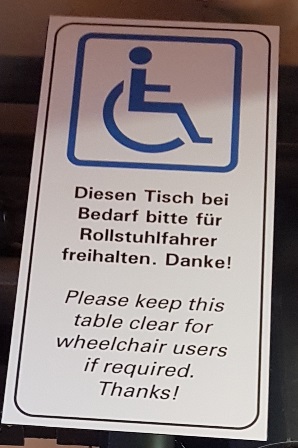 Diesen Tisch bei
Bedarf bitte für
Rollstuhlfahrer
freihalten. Danke!
Please keep this
table clear for
wheelchair users
if required.
Thanks!